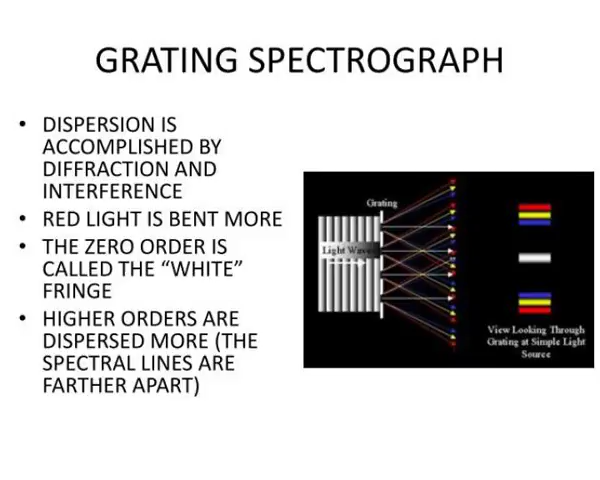 GRATING SPECTROGRAPH
• DISPERSION IS
ACCOMPLISHED BY
DIFFRACTION AND
INTERFERENCE
• RED LIGHT IS BENT MORE
• THE ZERO ORDER IS
CALLED THE “WHITE”
FRINGE
• HIGHER ORDERS ARE
DISPERSED MORE (THE
SPECTRAL LINES ARE
FARTHER APART)
Grating
Light Waves
View Looking Through
Grating at Simple Light
Source